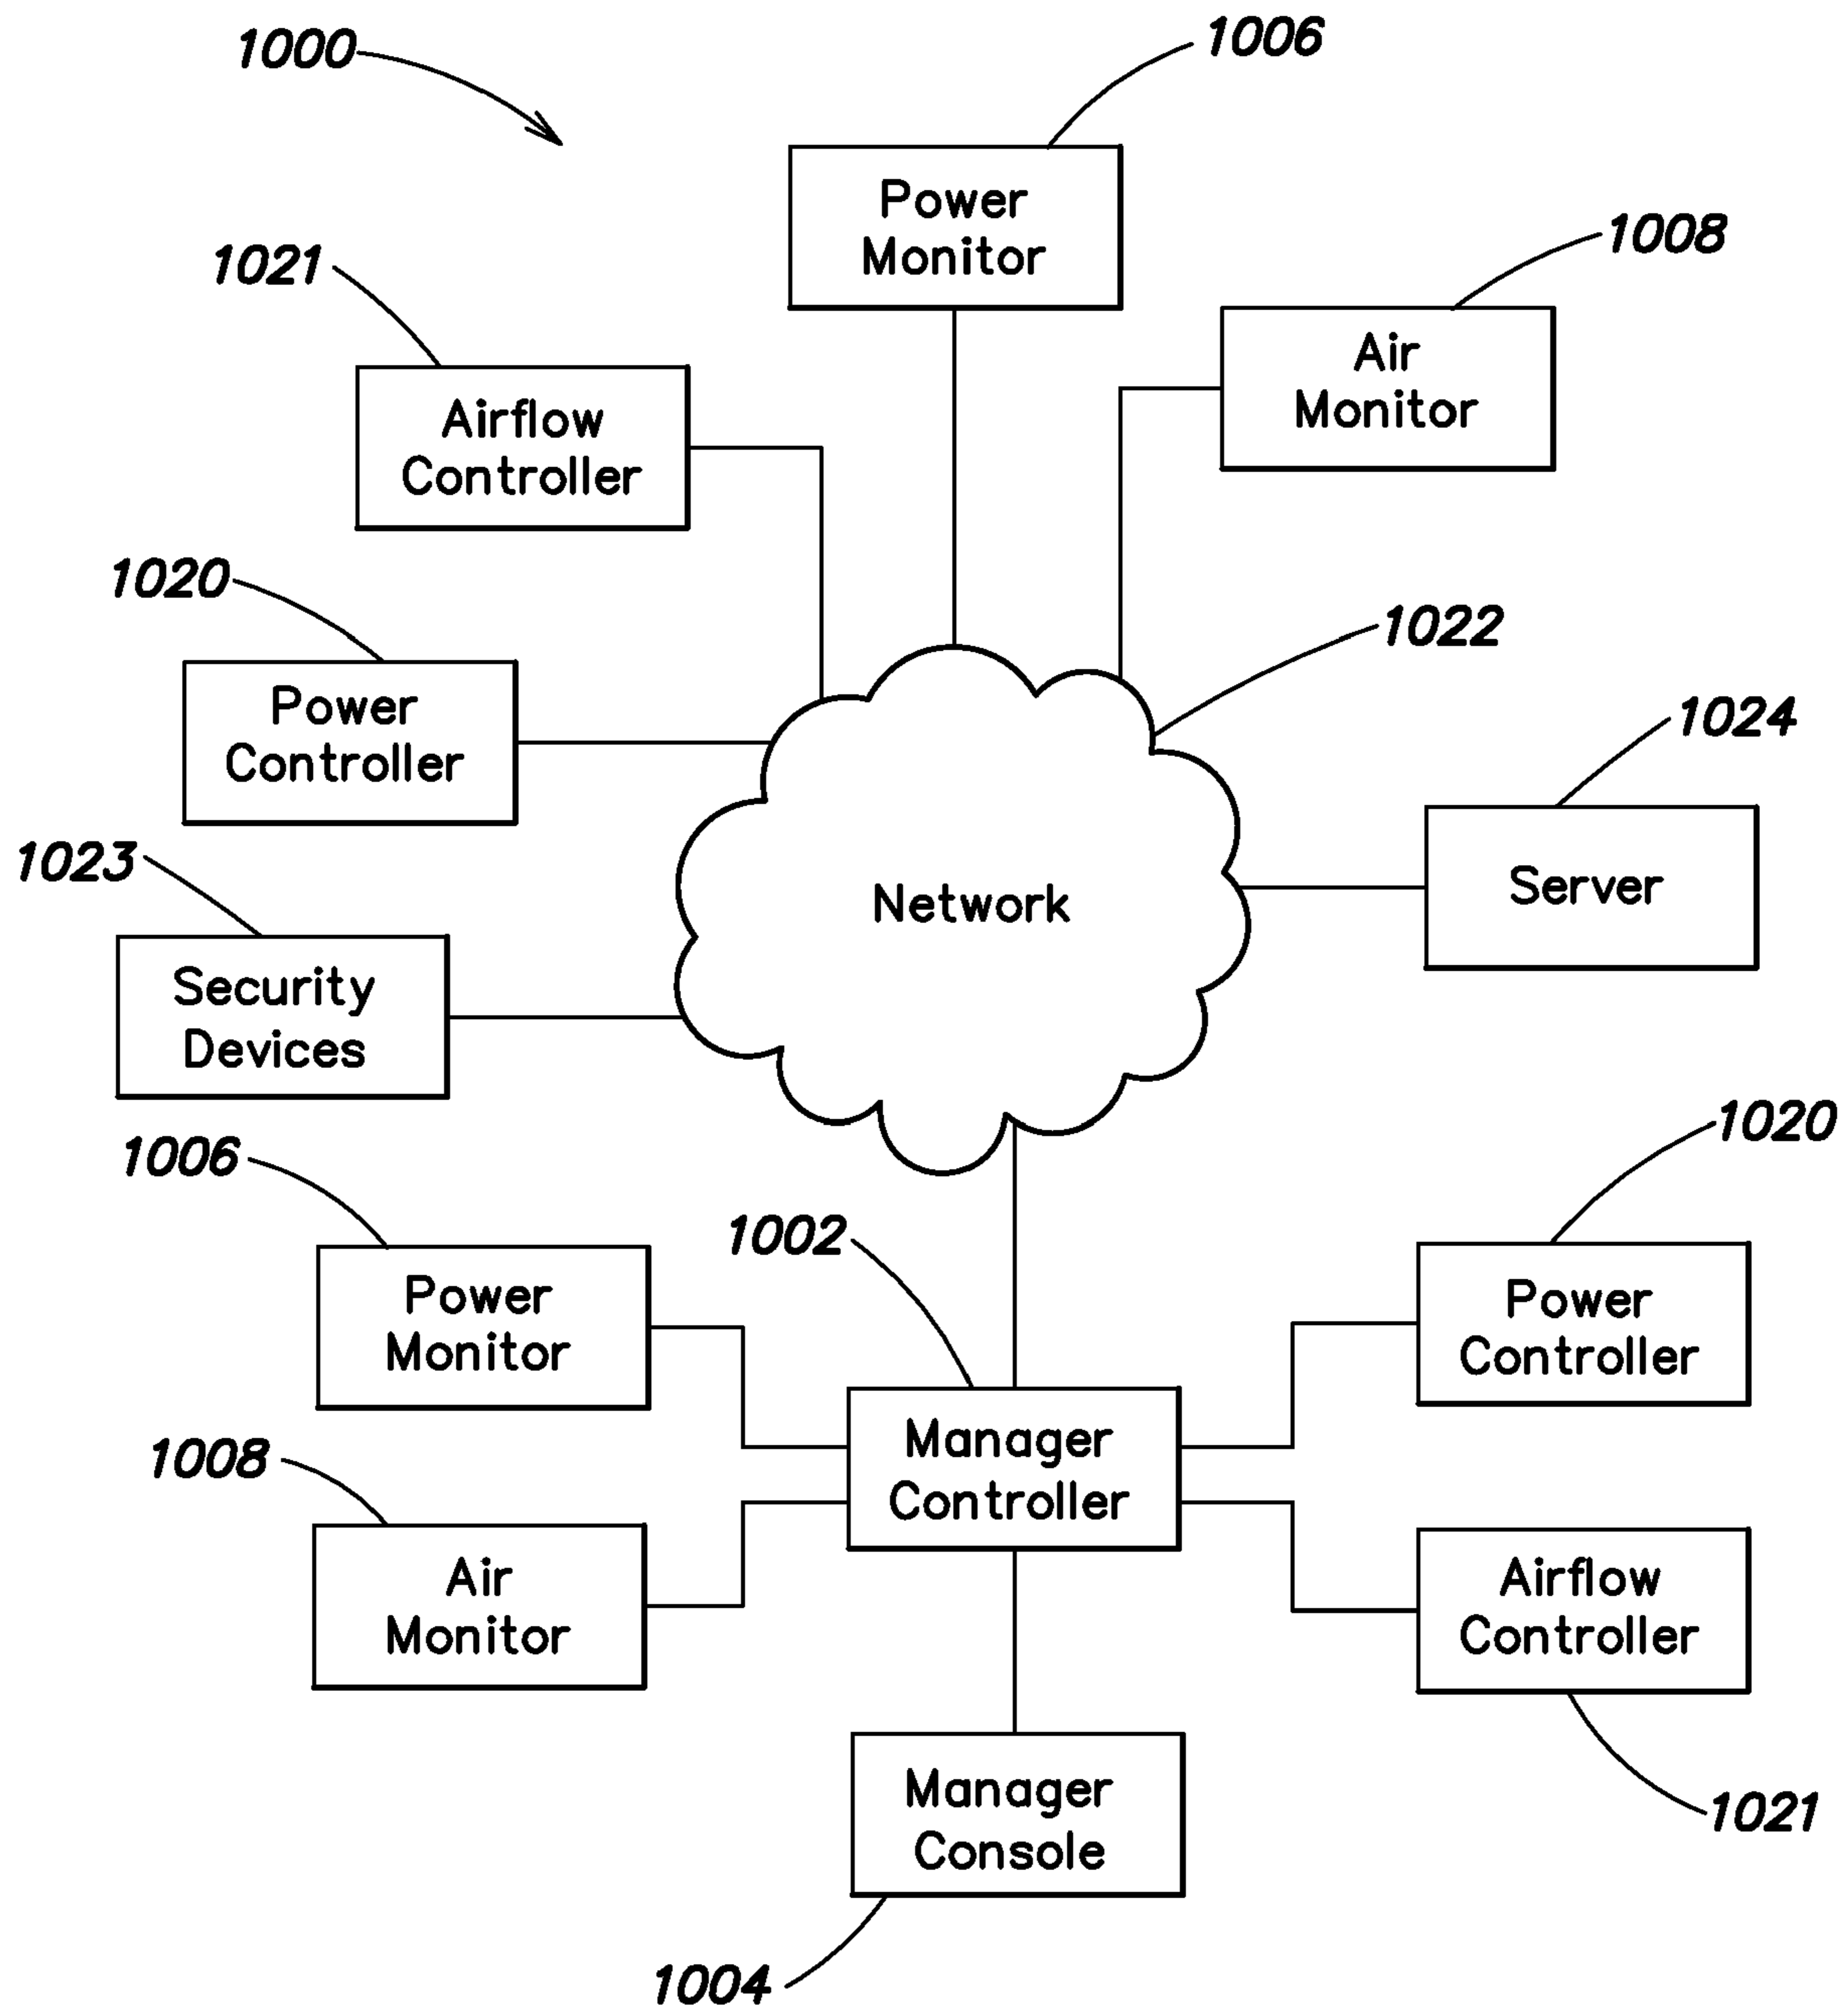 1000
1006
Power
Monitor
1008
Air
Monitor
1021
Airflow
Controller
1020
Power
Controller
1022
1024
Server
1023
Security
Devices
Network
1006
Power
Monitor
1002
Manager
Controller
1020
Power
Controller
1008
Air
Monitor
Airflow
Controller
1021
Manager
Console
1004